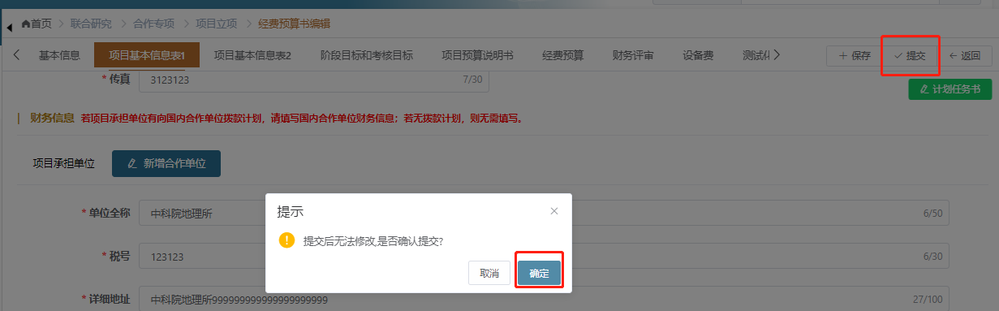 首页 联合研究 合作专项 项目立项 经费预算书编辑
基本信息 项目基本信息表1 项目基本信息表2 阶段目标和考核目标 项目预算说明书 经费预算 财务评审 设备费 测试化 保存 提交 返回
* 传真 3123123 7/30
计划任务书
财务信息 若项目承担单位有向国内合作单位拨款计划，请填写国内合作单位财务信息；若无拨款计划，则无需填写。
项目承担单位 新增合作单位
* 单位全称 中科院地理所 6/50
提示
提交后无法修改,是否确认提交?
* 税号 123123 6/30
取消 确定
* 详细地址 中科院地理所999999999999999999999 27/100